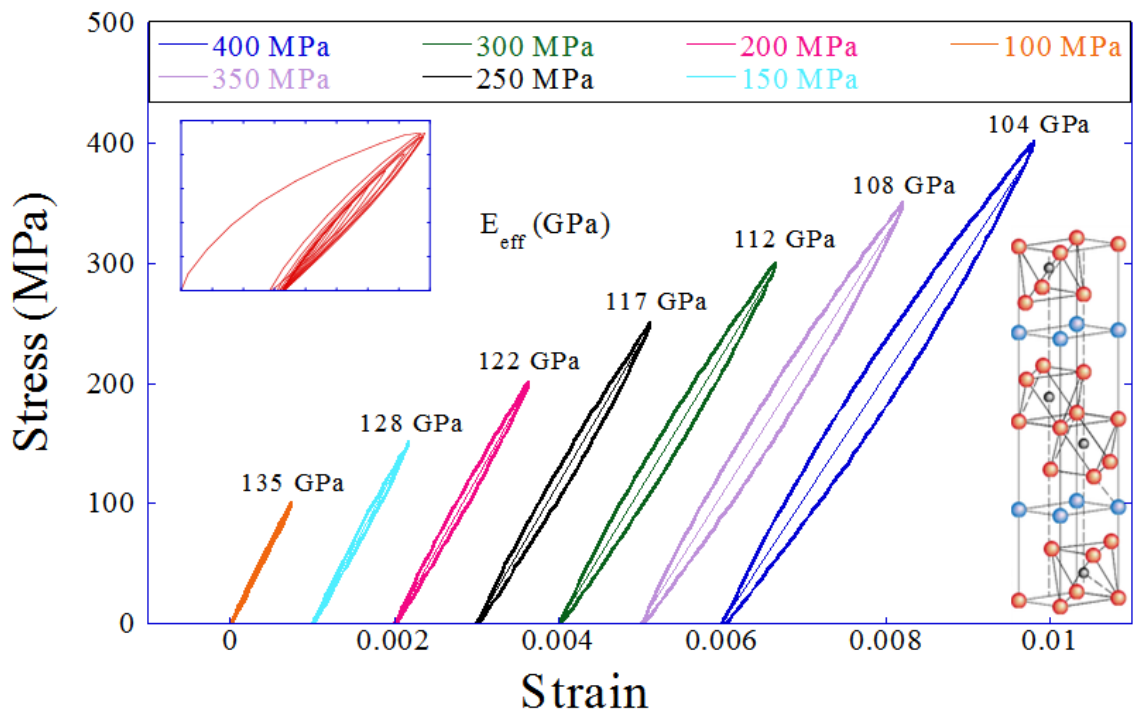 500
400 MPa 300 MPa 200 MPa 100 MPa
350 MPa 250 MPa 150 MPa
104 GPa
400
108 GPa
E_eff (GPa)
112 GPa
300
117 GPa
122 GPa
200
128 GPa
135 GPa
100
0
0 0.002 0.004 0.006 0.008 0.01
Stress (MPa)
Strain